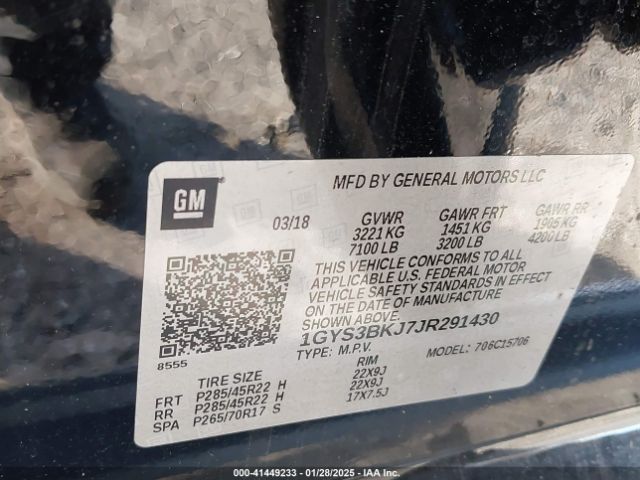 GM
MFD BY GENERAL MOTORS LLC
03/18 GVWR GAWR FRT GAWR RR
3221 KG 1451 KG 1905 KG
7100 LB 3200 LB 4200 LB
THIS VEHICLE CONFORMS TO ALL
APPLICABLE U.S. FEDERAL MOTOR
VEHICLE SAFETY STANDARDS IN EFFECT
ON THE DATE OF MANUFACTURE
SHOWN ABOVE.
1GYS3BKJ7JR291430
8555
TYPE: M.P.V. MODEL: 706C15706
TIRE SIZE RIM
FRT P285/45R22 H 22X9J
RR P285/45R22 H 22X9J
SPA P265/70R17 S 17X7.5J
000-41449233 - 01/28/2025 - IAA Inc.